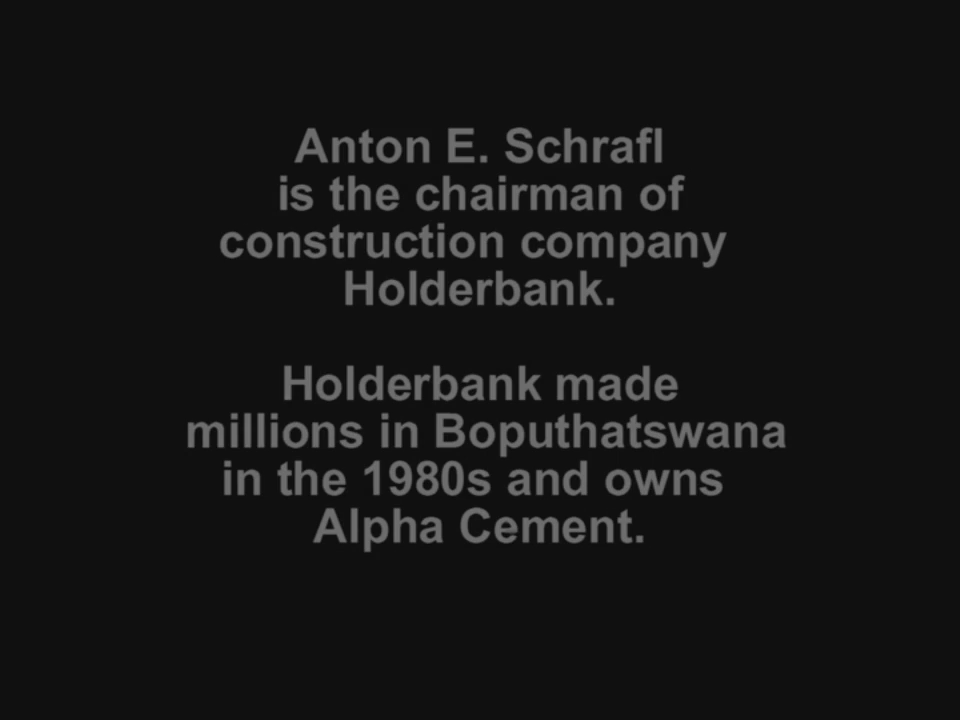 Anton E. Schrafl
is the chairman of
construction company
Holderbank.
Holderbank made
millions in Boputhatswana
in the 1980s and owns
Alpha Cement.